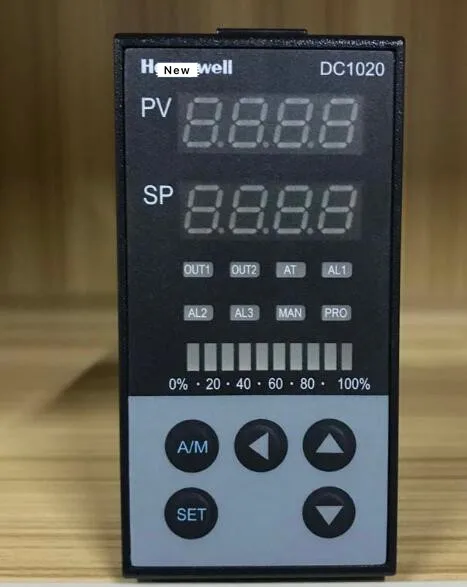 New
DC1020
PV
SP
OUT1 OUT2 AT AL1
AL2 AL3 MAN PRO
0% · 20 · 40 · 60 · 80 · 100%
A/M
SET